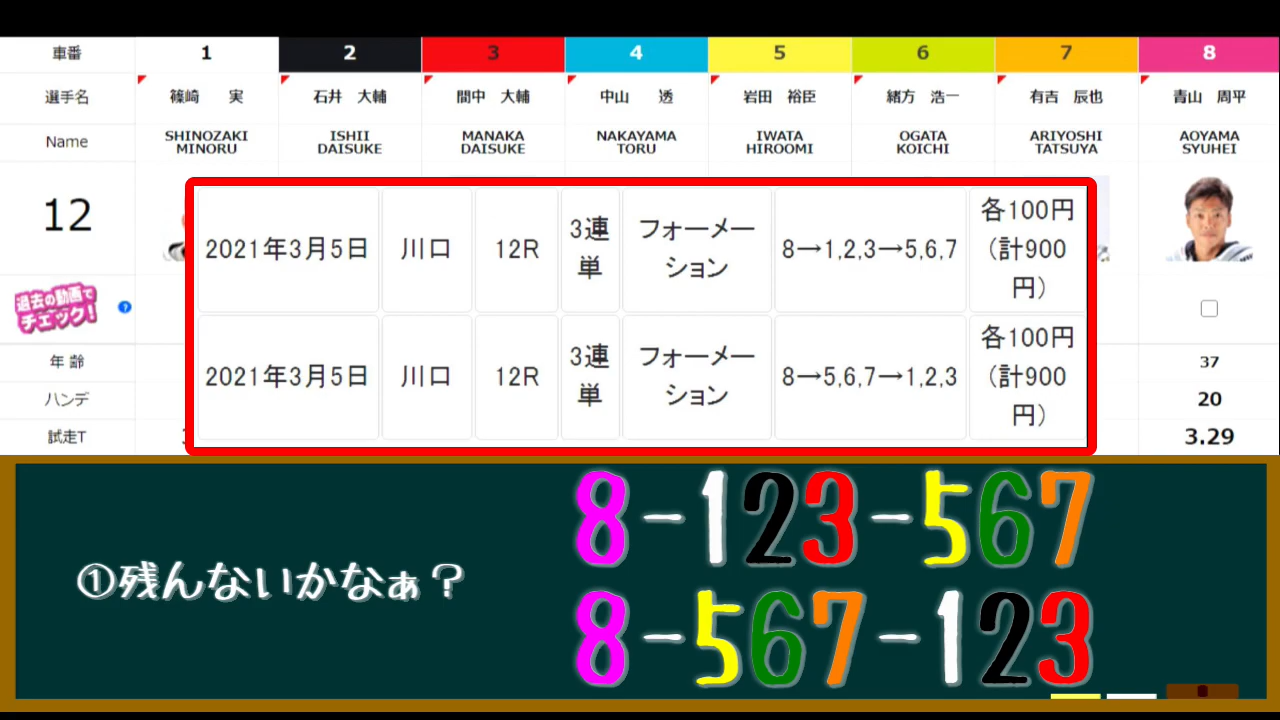 車番 1 2 3 4 5 6 7 8
選手名 篠崎 実 石井 大輔 間中 大輔 中山 透 岩田 裕臣 緒方 浩一 有吉 辰也 青山 周平
Name SHINOZAKI MINORU ISHII DAISUKE MANAKA DAISUKE NAKAYAMA TORU IWATA HIROOMI OGATA KOICHI ARIYOSHI TATSUYA AOYAMA SYUHEI
12
過去の動画で
チェック!
?
年 齢 37
ハンデ 20
試走T 3.29
2021年3月5日 川口 12R 3連単 フォーメーション 8→1,2,3→5,6,7 各100円(計900円)
2021年3月5日 川口 12R 3連単 フォーメーション 8→5,6,7→1,2,3 各100円(計900円)
①残んないかなぁ?
8-123-567
8-567-123